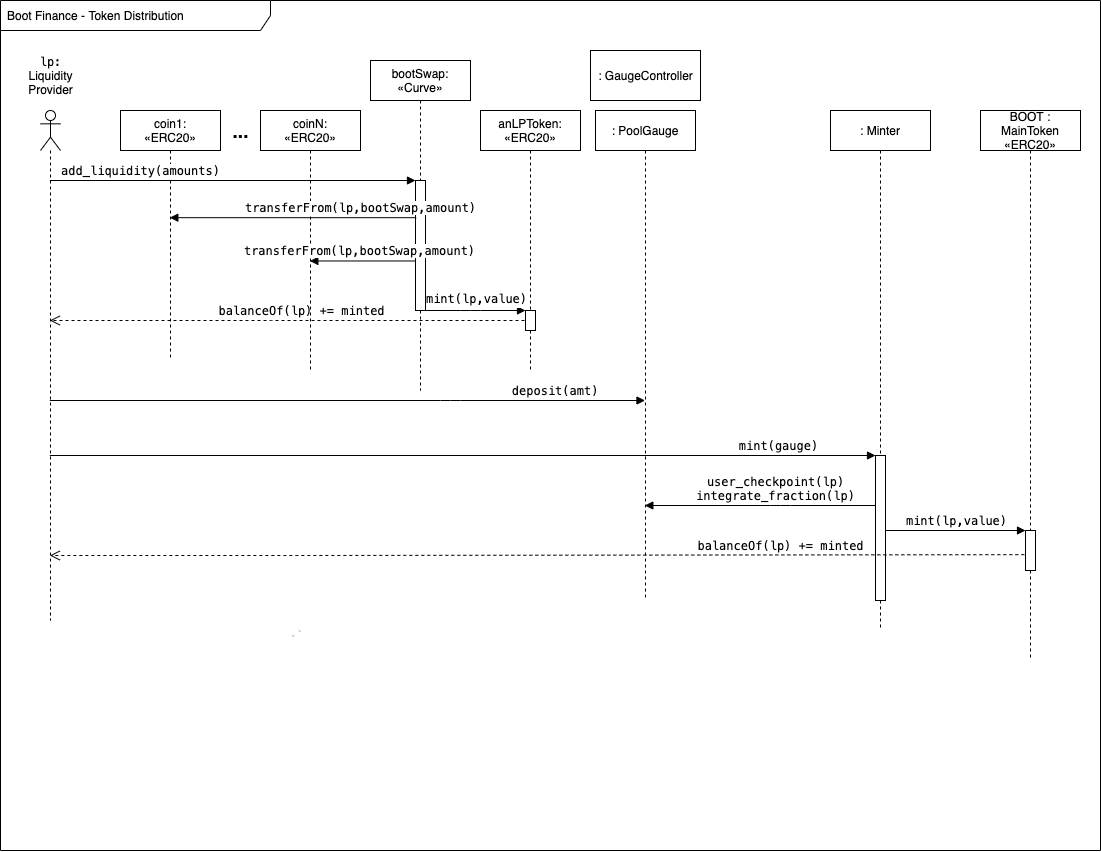 Boot Finance - Token Distribution
lp:
Liquidity
Provider
bootSwap:
«Curve»
: GaugeController
coin1:
«ERC20»
...
coinN:
«ERC20»
anLPToken:
«ERC20»
: PoolGauge
: Minter
BOOT :
MainToken
«ERC20»
add_liquidity(amounts)
transferFrom(lp,bootSwap,amount)
transferFrom(lp,bootSwap,amount)
mint(lp,value)
balanceOf(lp) += minted
deposit(amt)
mint(gauge)
user_checkpoint(lp)
integrate_fraction(lp)
mint(lp,value)
balanceOf(lp) += minted